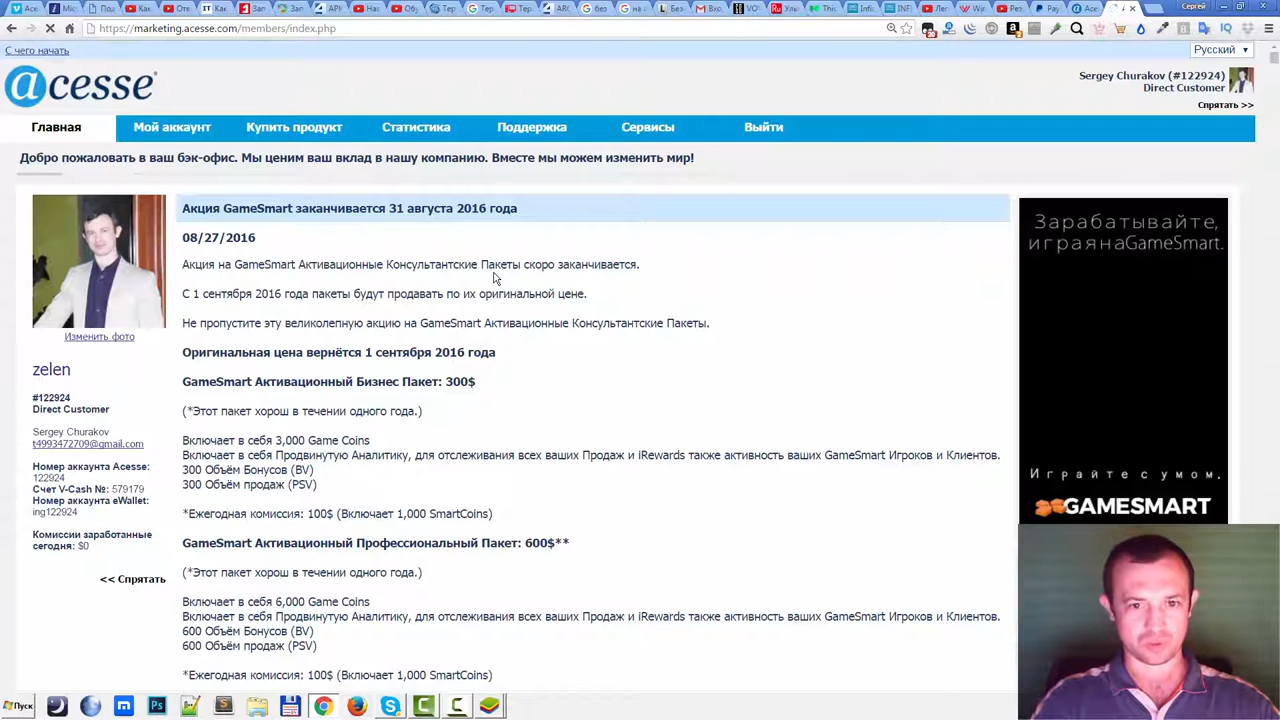 Сергей
https://marketing.acesse.com/members/index.php
С чего начать
Русский
acesse
Sergey Churakov (#122924)
Direct Customer
Спрятать >>
Главная
Мой аккаунт
Купить продукт
Статистика
Поддержка
Сервисы
Выйти
Добро пожаловать в ваш бэк-офис. Мы ценим ваш вклад в нашу компанию. Вместе мы можем изменить мир!
Изменить фото
zelen
#122924
Direct Customer
Sergey Churakov
t4993472709@gmail.com
Номер аккаунта Acesse:
122924
Счет V-Cash №: 579179
Номер аккаунта eWallet:
ing122924
Комиссии заработанные
сегодня: $0
<< Спрятать
Акция GameSmart заканчивается 31 августа 2016 года
08/27/2016
Акция на GameSmart Активационные Консультантские Пакеты скоро заканчивается.
С 1 сентября 2016 года пакеты будут продавать по их оригинальной цене.
Не пропустите эту великолепную акцию на GameSmart Активационные Консультантские Пакеты.
Оригинальная цена вернётся 1 сентября 2016 года
GameSmart Активационный Бизнес Пакет: 300$
(*Этот пакет хорош в течении одного года.)
Включает в себя 3,000 Game Coins
Включает в себя Продвинутую Аналитику, для отслеживания всех ваших Продаж и iRewards также активность ваших GameSmart Игроков и Клиентов.
300 Объём Бонусов (BV)
300 Объём продаж (PSV)
*Ежегодная комиссия: 100$ (Включает 1,000 SmartCoins)
GameSmart Активационный Профессиональный Пакет: 600$**
(*Этот пакет хорош в течении одного года.)
Включает в себя 6,000 Game Coins
Включает в себя Продвинутую Аналитику, для отслеживания всех ваших Продаж и iRewards также активность ваших GameSmart Игроков и Клиентов.
600 Объём Бонусов (BV)
600 Объём продаж (PSV)
*Ежегодная комиссия: 100$ (Включает 1,000 SmartCoins)
Зарабатывайте,
играя на GameSmart.
Играйте с умом.
GAMESMART
Пуск